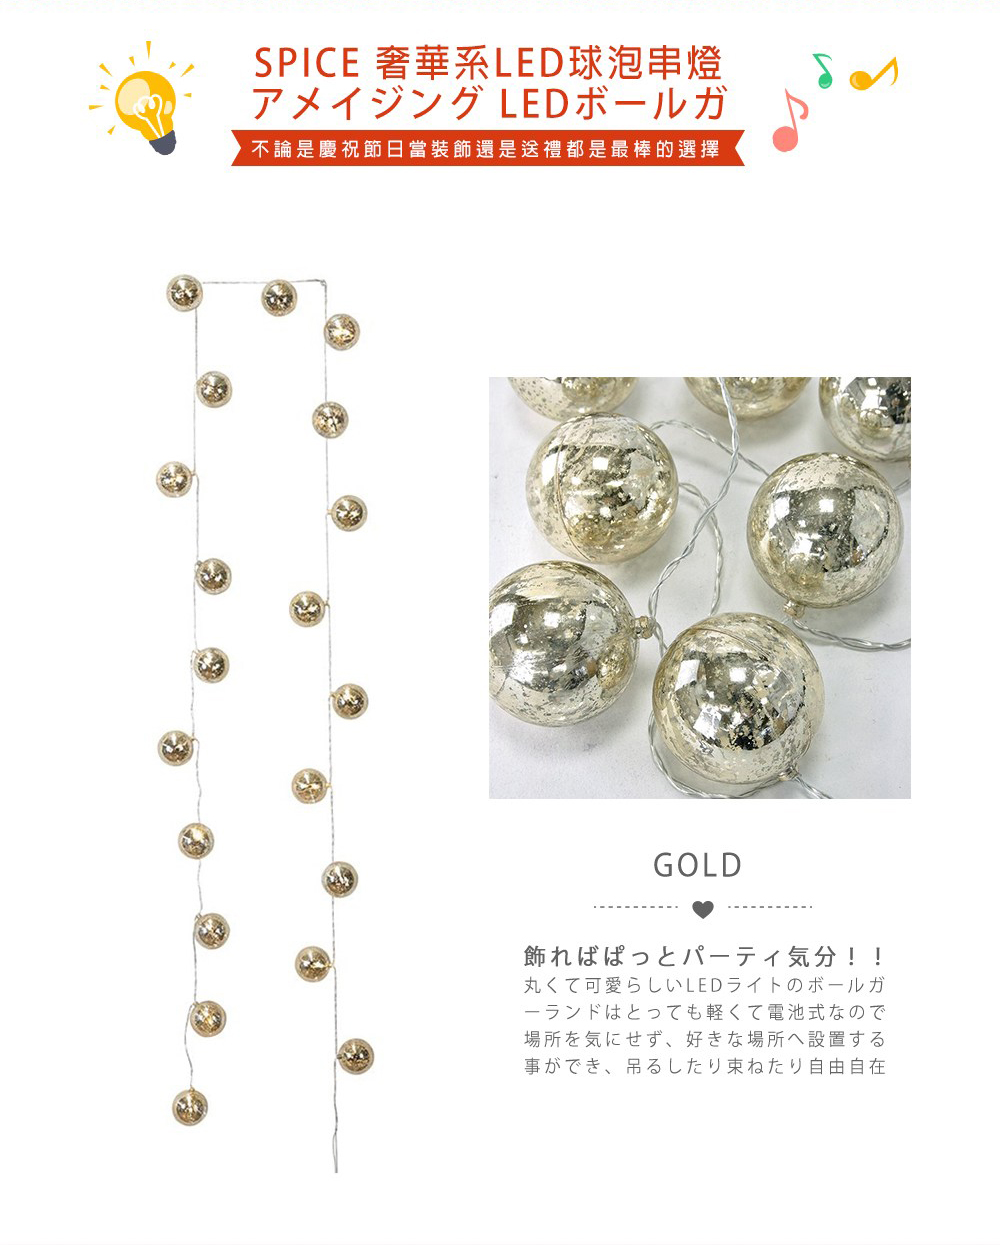 SPICE 奢華系LED球泡串燈
アメイジング LEDボールガ
不論是慶祝節日當裝飾還是送禮都是最棒的選擇
GOLD
飾ればぱっとパーティ気分！！
丸くて可愛らしいLEDライトのボールガ
ーランドはとっても軽くて電池式なので
場所を気にせず、好きな場所へ設置する
事ができ、吊るしたり束ねたり自由自在